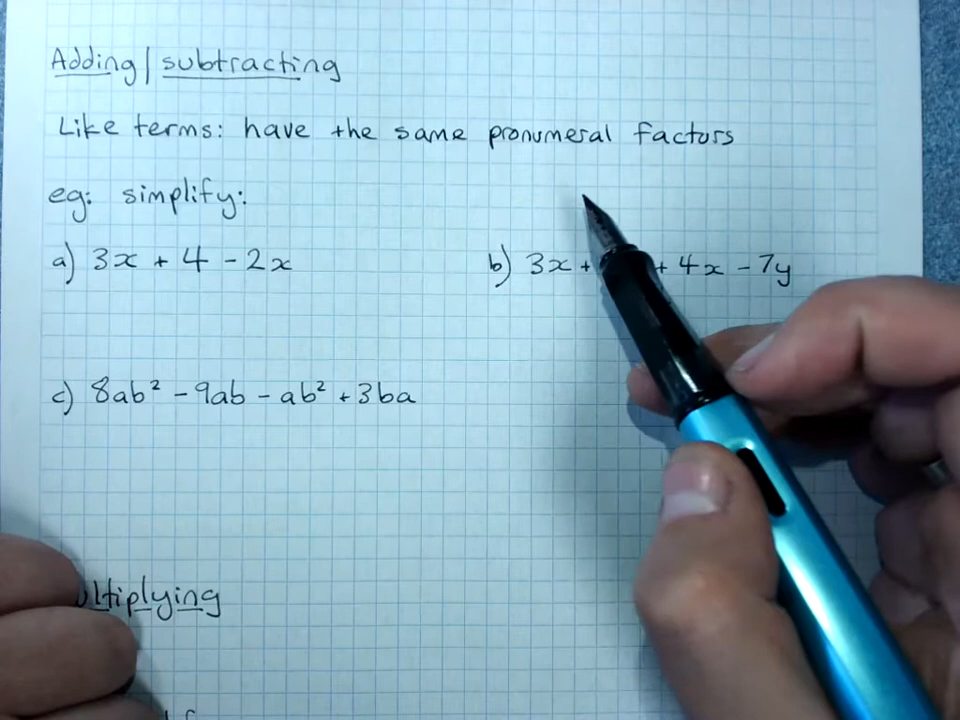 Adding/subtracting
Like terms: have the same pronumeral factors
eg: simplify:
a) 3x + 4 - 2x
b) 3x + + 4x - 7y
c) 8ab² - 9ab - ab² + 3ba
ultiplying